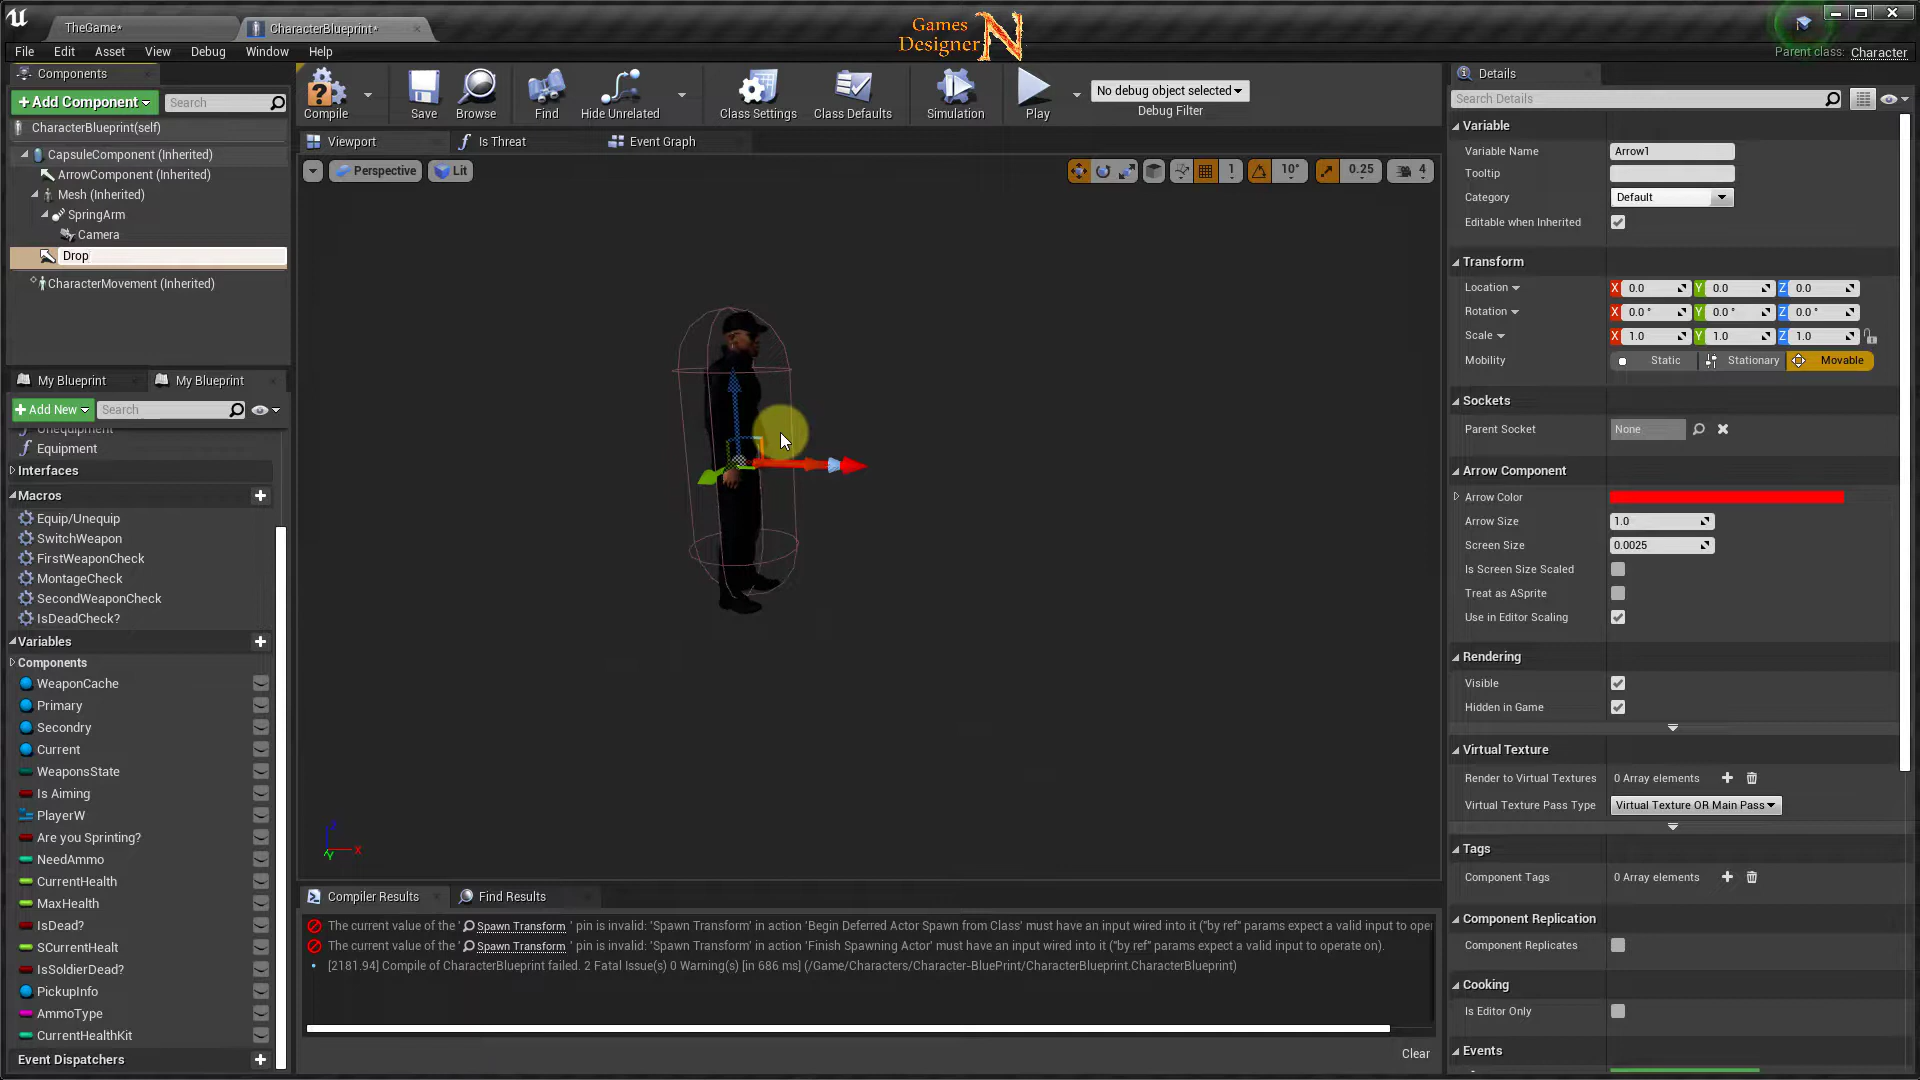 TheGame*
CharacterBlueprint*
Games
Designer N
File Edit Asset View Debug Window Help
Parent class: Character
Components
+Add Component
Search
CharacterBlueprint(self)
CapsuleComponent (Inherited)
ArrowComponent (Inherited)
Mesh (Inherited)
SpringArm
Camera
Drop
CharacterMovement (Inherited)
Compile
Save
Browse
Find
Hide Unrelated
Class Settings
Class Defaults
Simulation
Play
No debug object selected
Debug Filter
Viewport
Is Threat
Event Graph
Perspective
Lit
1
10°
0.25
4
My Blueprint
My Blueprint
+Add New
Search
Unequipment
Equipment
Interfaces
Macros
Equip/Unequip
SwitchWeapon
FirstWeaponCheck
MontageCheck
SecondWeaponCheck
IsDeadCheck?
Variables
Components
WeaponCache
Primary
Secondry
Current
WeaponsState
Is Aiming
PlayerW
Are you Sprinting?
NeedAmmo
CurrentHealth
MaxHealth
IsDead?
SCurrentHealt
IsSoldierDead?
PickupInfo
AmmoType
CurrentHealthKit
Event Dispatchers
Z
X
Y
Compiler Results
Find Results
The current value of the ' Spawn Transform ' pin is invalid: 'Spawn Transform' in action 'Begin Deferred Actor Spawn from Class' must have an input wired into it ("by ref" params expect a valid input to oper
The current value of the ' Spawn Transform ' pin is invalid: 'Spawn Transform' in action 'Finish Spawning Actor' must have an input wired into it ("by ref" params expect a valid input to operate on).
[2181.94] Compile of CharacterBlueprint failed. 2 Fatal Issue(s) 0 Warning(s) [in 686 ms] (/Game/Characters/Character-BluePrint/CharacterBlueprint.CharacterBlueprint)
Clear
Details
Search Details
Variable
Variable Name Arrow1
Tooltip
Category Default
Editable when Inherited
Transform
Location X 0.0 Y 0.0 Z 0.0
Rotation X 0.0 ° Y 0.0 ° Z 0.0 °
Scale X 1.0 Y 1.0 Z 1.0
Mobility Static Stationary Movable
Sockets
Parent Socket None
Arrow Component
Arrow Color
Arrow Size 1.0
Screen Size 0.0025
Is Screen Size Scaled
Treat as ASprite
Use in Editor Scaling
Rendering
Visible
Hidden in Game
Virtual Texture
Render to Virtual Textures 0 Array elements
Virtual Texture Pass Type Virtual Texture OR Main Pass
Tags
Component Tags 0 Array elements
Component Replication
Component Replicates
Cooking
Is Editor Only
Events